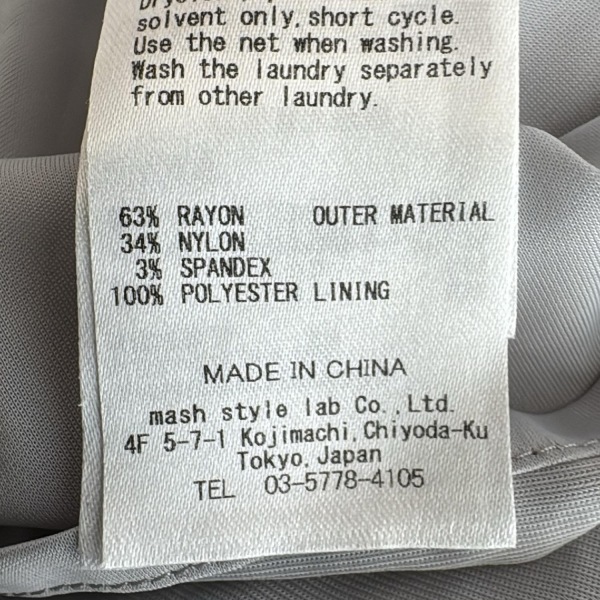 solvent only, short cycle.
Use the net when washing.
Wash the laundry separately
from other laundry.
63% RAYON OUTER MATERIAL
34% NYLON
3% SPANDEX
100% POLYESTER LINING
MADE IN CHINA
mash style lab Co.,Ltd.
4F 5-7-1 Kojimachi,Chiyoda-Ku
Tokyo,Japan
TEL 03-5778-4105